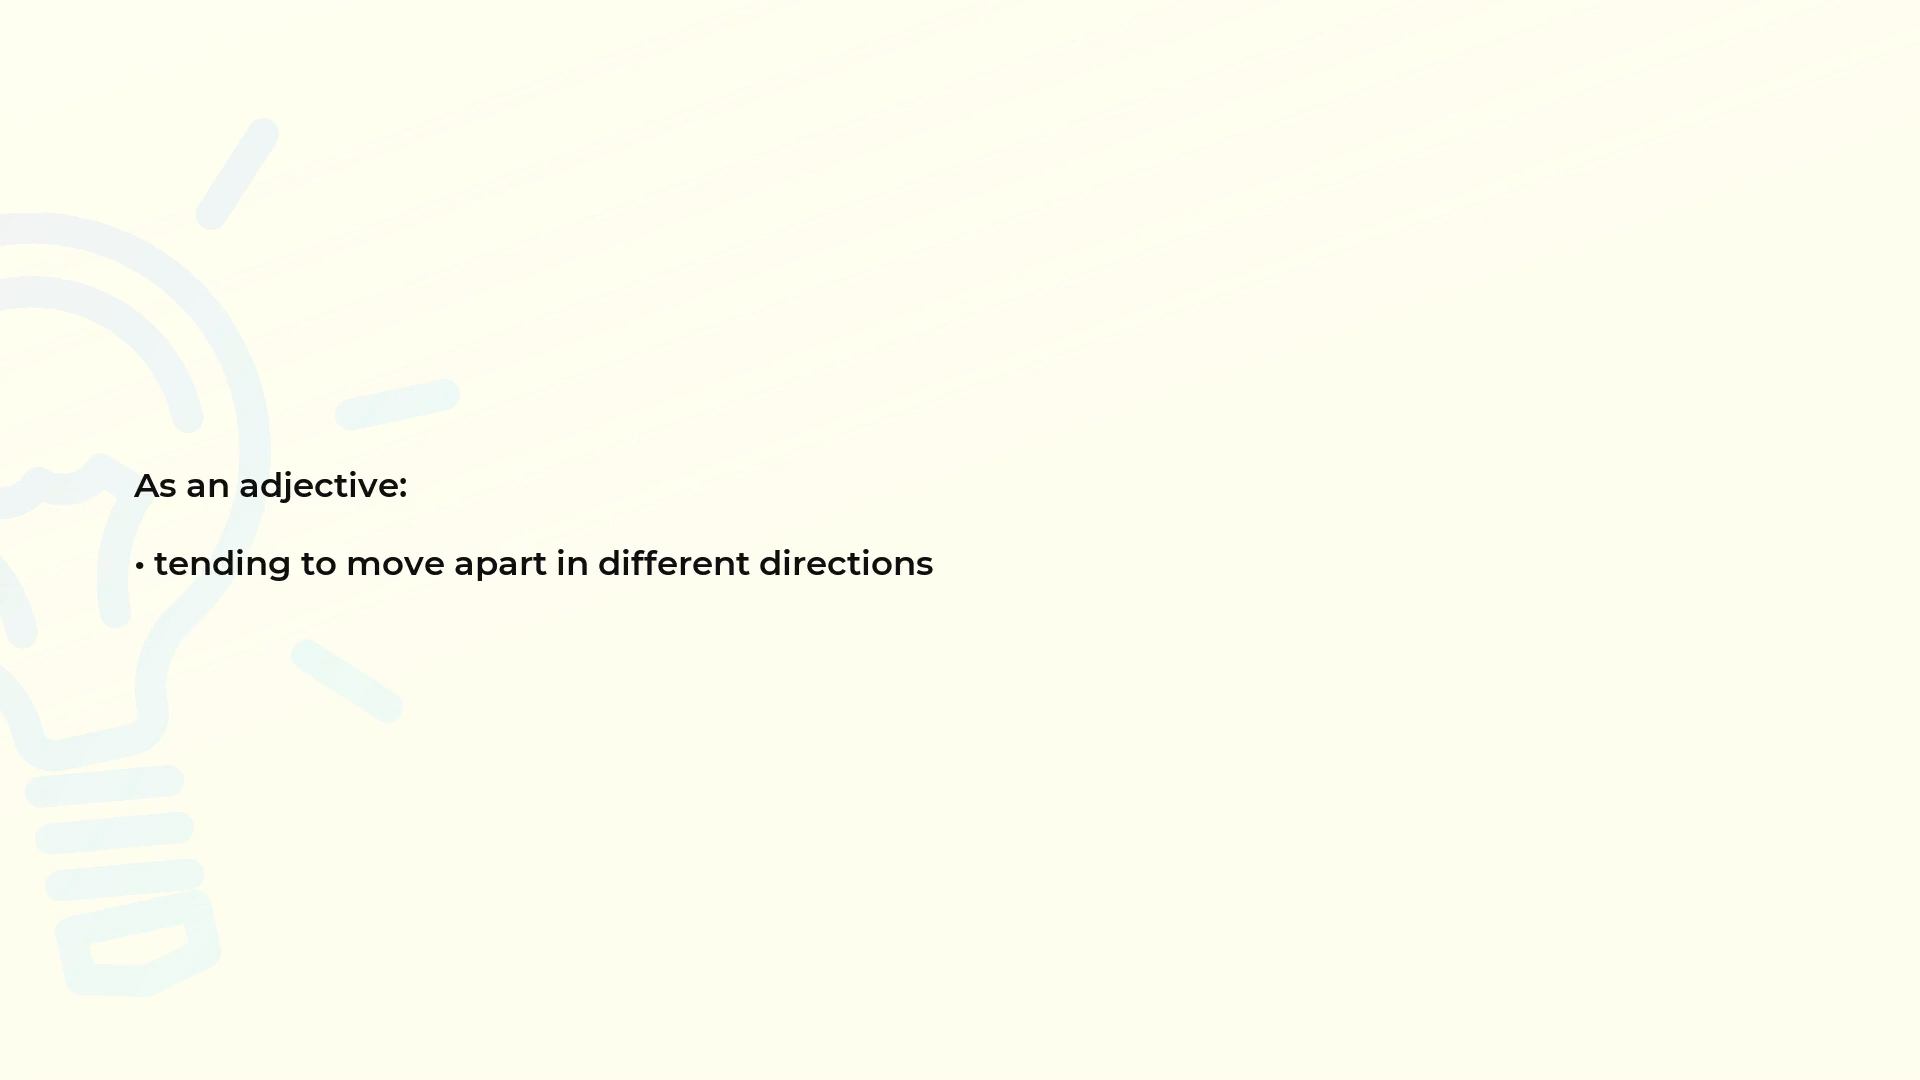 As an adjective:
• tending to move apart in different directions